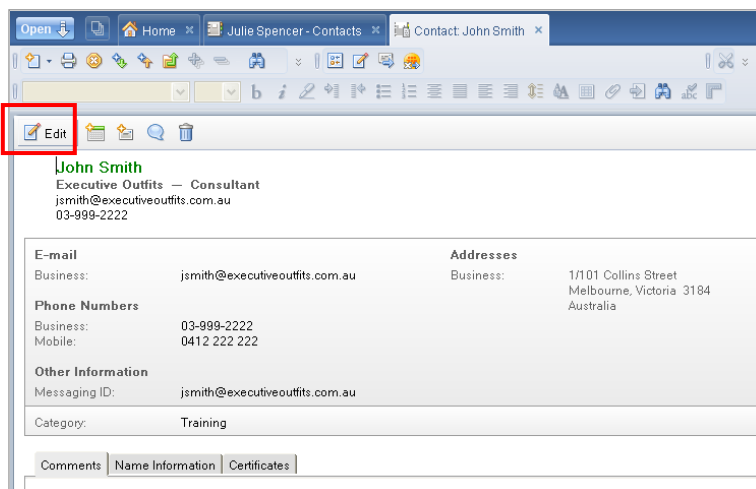 Open Home Julie Spencer - Contacts Contact: John Smith
b i abc
Edit
John Smith
Executive Outfits — Consultant
jsmith@executiveoutfits.com.au
03-999-2222
E-mail Addresses
Business: jsmith@executiveoutfits.com.au Business: 1/101 Collins Street
Melbourne, Victoria 3184
Phone Numbers Australia
Business: 03-999-2222
Mobile: 0412 222 222
Other Information
Messaging ID: jsmith@executiveoutfits.com.au
Category: Training
Comments Name Information Certificates